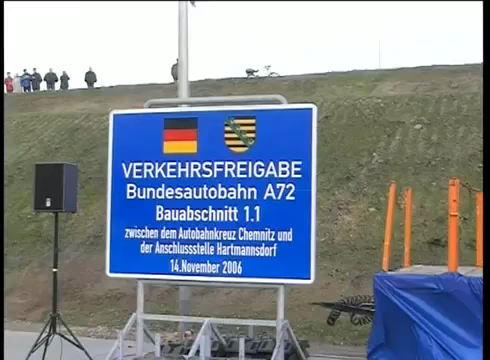 VERKEHRSFREIGABE
Bundesautobahn A72
Bauabschnitt 1.1
zwischen dem Autobahnkreuz Chemnitz und
der Anschlussstelle Hartmannsdorf
14.November 2006